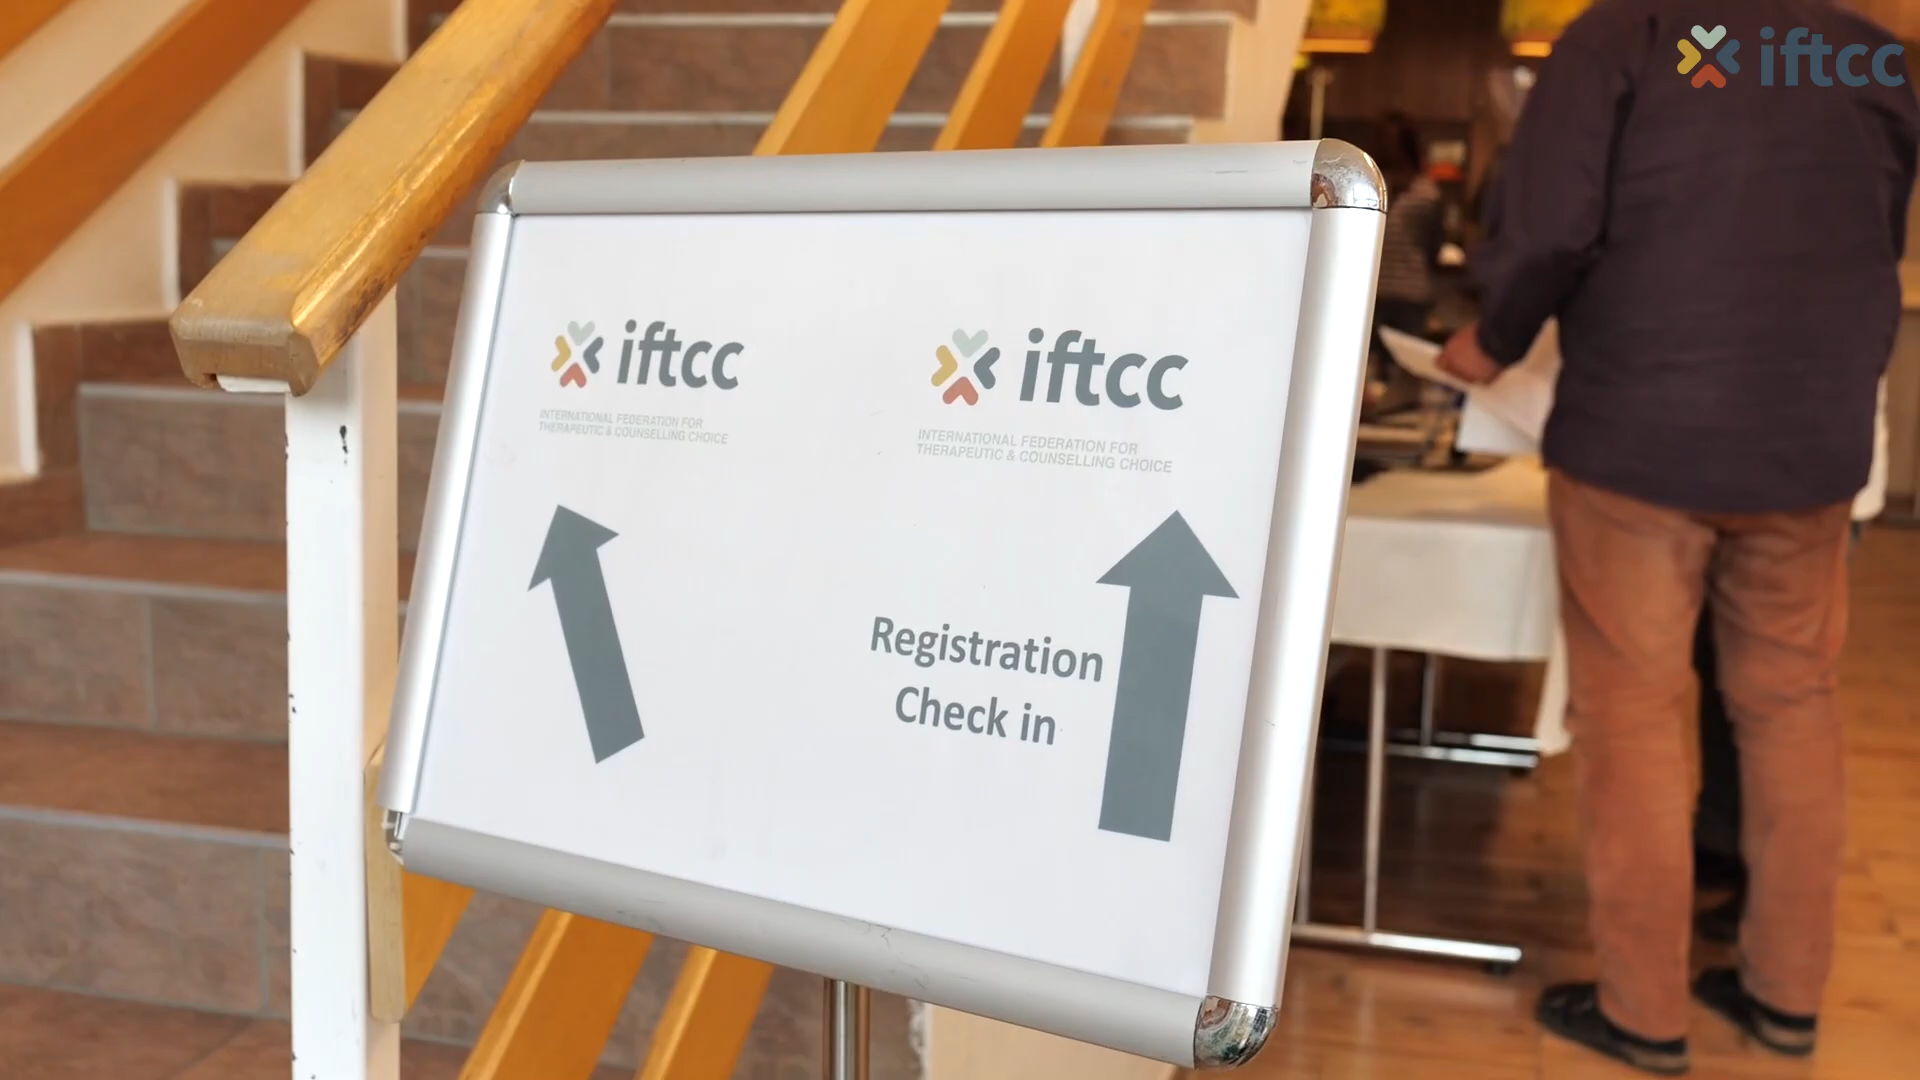 iftcc
iftcc
INTERNATIONAL FEDERATION FOR
THERAPEUTIC & COUNSELLING CHOICE
iftcc
INTERNATIONAL FEDERATION FOR
THERAPEUTIC & COUNSELLING CHOICE
Registration
Check in